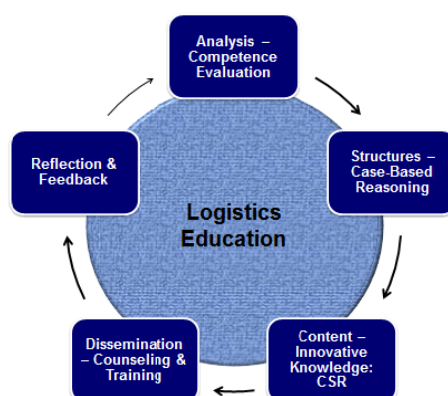 Analysis –
Competence
Evaluation
Structures –
Case-Based
Reasoning
Content –
Innovative
Knowledge:
CSR
Dissemination
– Counseling &
Training
Reflection &
Feedback
Logistics
Education